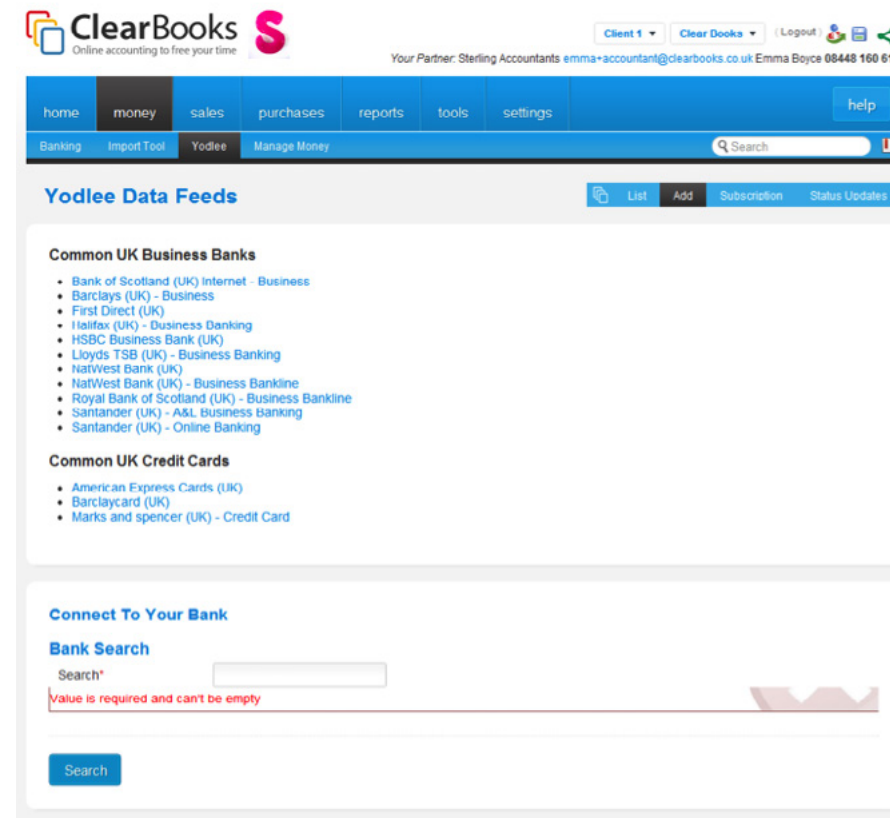 ClearBooks
Online accounting to free your time
S
Client 1
Clear Books
(Logout)
Your Partner: Sterling Accountants emma+accountant@clearbooks.co.uk Emma Boyce 08448 160 6
home money sales purchases reports tools settings help
Banking Import Tool Yodlee Manage Money Search
Yodlee Data Feeds
List Add Subscription Status Updates
Common UK Business Banks
• Bank of Scotland (UK) Internet - Business
• Barclays (UK) - Business
• First Direct (UK)
• Halifax (UK) - Business Banking
• HSBC Business Bank (UK)
• Lloyds TSB (UK) - Business Banking
• NatWest Bank (UK)
• NatWest Bank (UK) - Business Bankline
• Royal Bank of Scotland (UK) - Business Bankline
• Santander (UK) - A&L Business Banking
• Santander (UK) - Online Banking
Common UK Credit Cards
• American Express Cards (UK)
• Barclaycard (UK)
• Marks and spencer (UK) - Credit Card
Connect To Your Bank
Bank Search
Search*
Value is required and can't be empty
Search